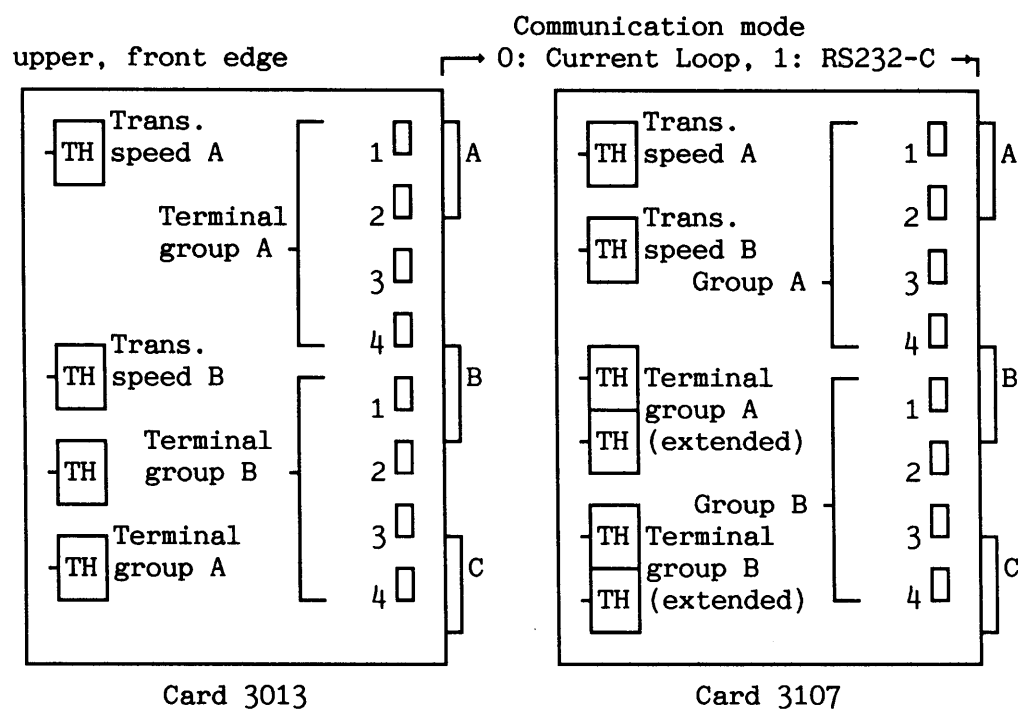 Communication mode
upper, front edge
0: Current Loop, 1: RS232-C
Trans.
TH speed A
Terminal
group A
1
2
3
4
A
Trans.
TH speed B
Terminal
TH group B
Terminal
TH group A
1
2
3
4
B
C
Card 3013
Trans.
TH speed A
Trans.
TH speed B
Group A
1
2
3
4
A
TH Terminal
group A
TH (extended)
Group B
TH Terminal
group B
TH (extended)
1
2
3
4
B
C
Card 3107